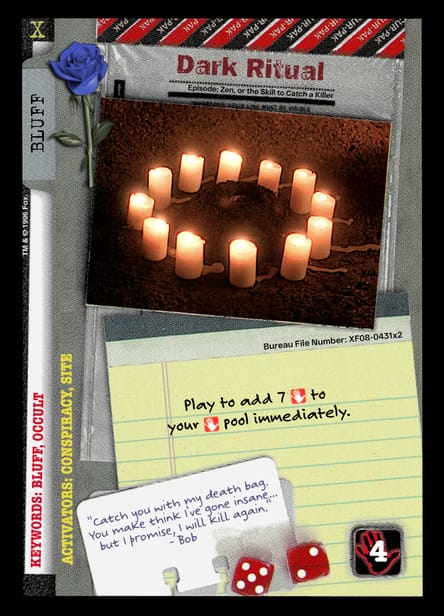 X
BLUFF
TM & © 1996 Fox.
KEYWORDS: BLUFF, OCCULT
ACTIVATORS: CONSPIRACY, SITE
Dark Ritual
Episode: Zen, or the Skill to Catch a Killer
Bureau File Number: XF08-0431x2
Play to add 7 to
your pool immediately.
"Catch you with my death bag.
You make think I've gone insane...
but I promise, I will kill again."
- Bob
4